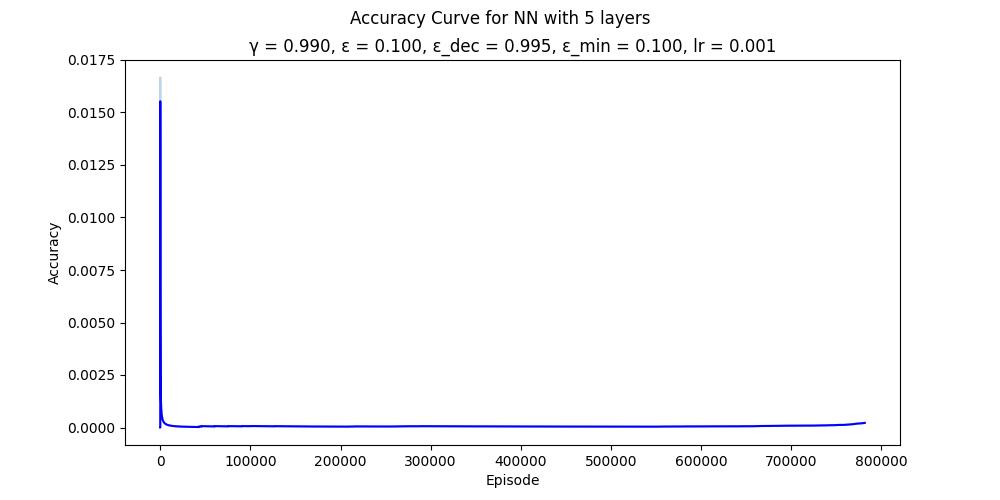 Accuracy Curve for NN with 5 layers
γ = 0.990, ε = 0.100, ε_dec = 0.995, ε_min = 0.100, lr = 0.001
0.0175
0.0150
0.0125
0.0100
0.0075
0.0050
0.0025
0.0000
Accuracy
0 100000 200000 300000 400000 500000 600000 700000 800000
Episode